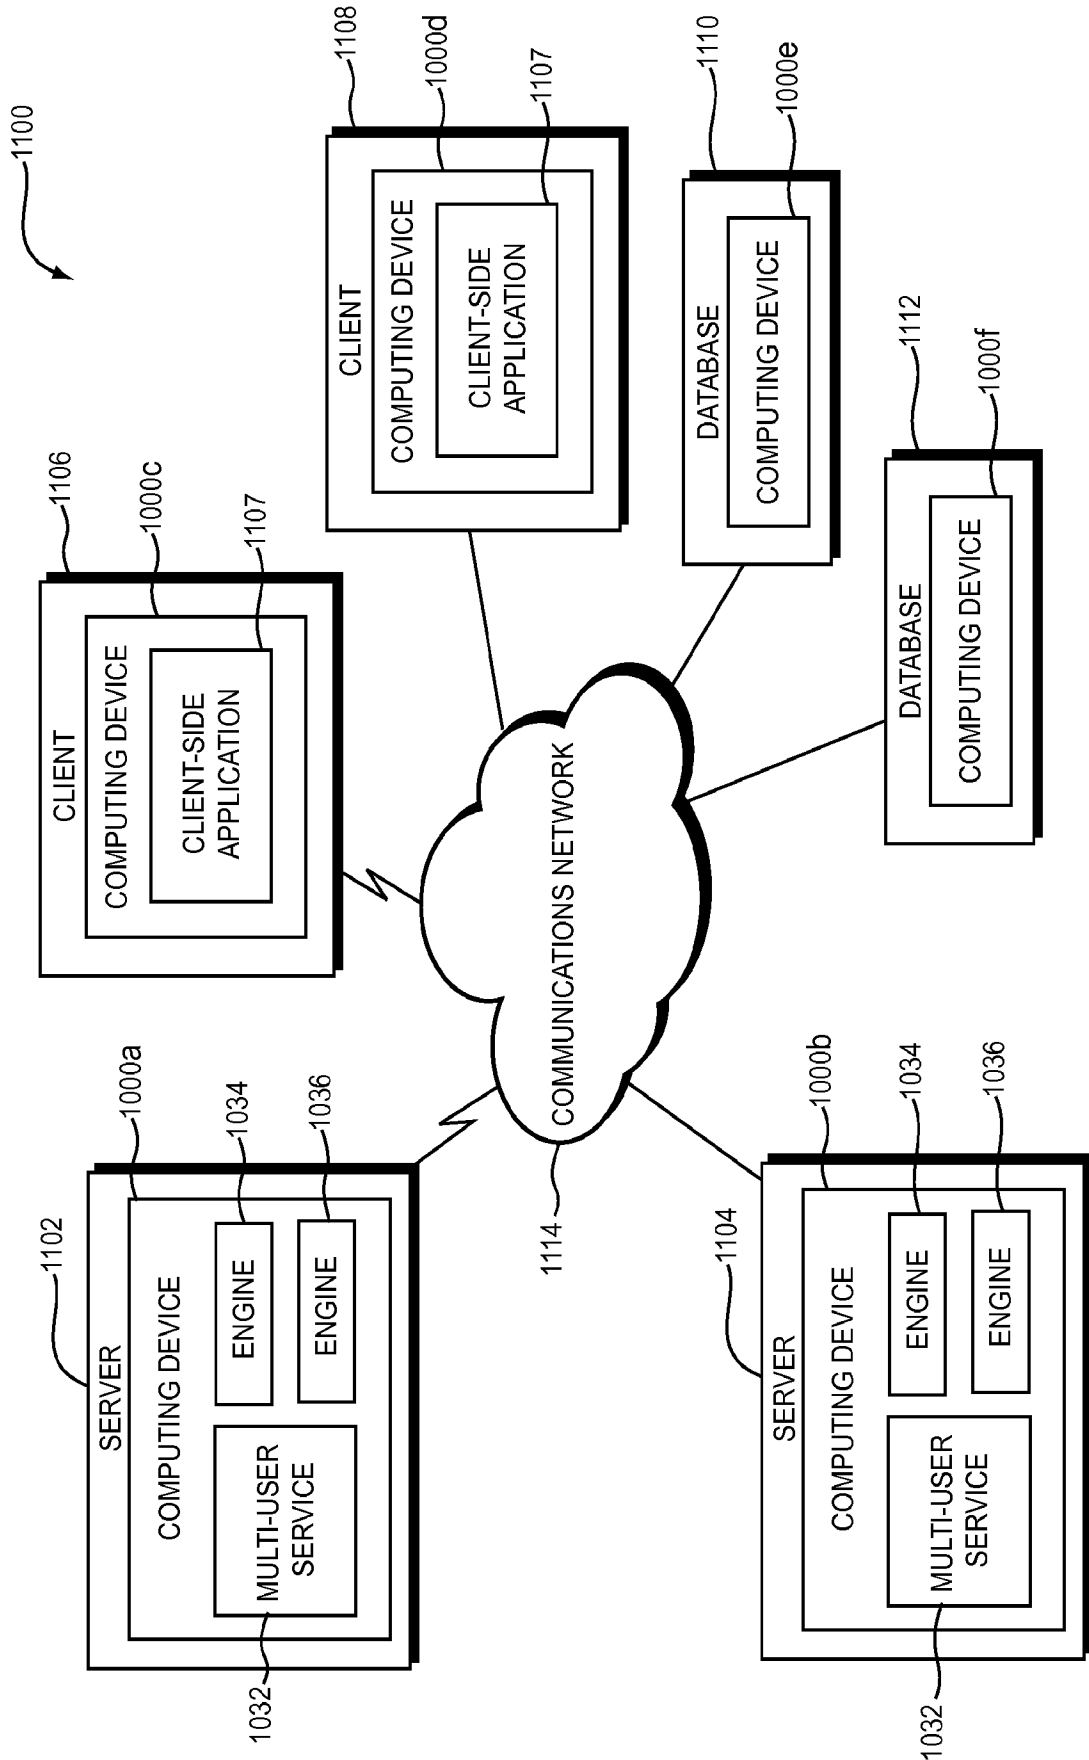 1100
1102
SERVER
COMPUTING DEVICE
1000a
MULTI-USER
SERVICE
1032
ENGINE
1034
ENGINE
1036
1106
CLIENT
COMPUTING DEVICE
1000c
CLIENT-SIDE
APPLICATION
1107
1108
CLIENT
COMPUTING DEVICE
1000d
CLIENT-SIDE
APPLICATION
1107
COMMUNICATIONS NETWORK
1114
1110
DATABASE
COMPUTING DEVICE
1000e
1104
SERVER
COMPUTING DEVICE
1000b
MULTI-USER
SERVICE
1032
ENGINE
1034
ENGINE
1036
1112
DATABASE
COMPUTING DEVICE
1000f